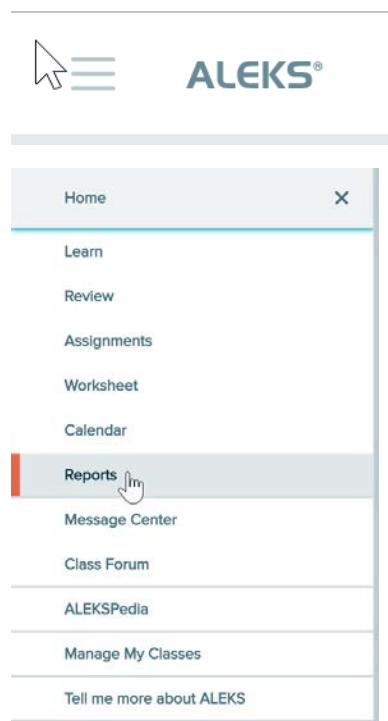 ALEKS®
Home
Learn
Review
Assignments
Worksheet
Calendar
Reports
Message Center
Class Forum
ALEKSPedia
Manage My Classes
Tell me more about ALEKS